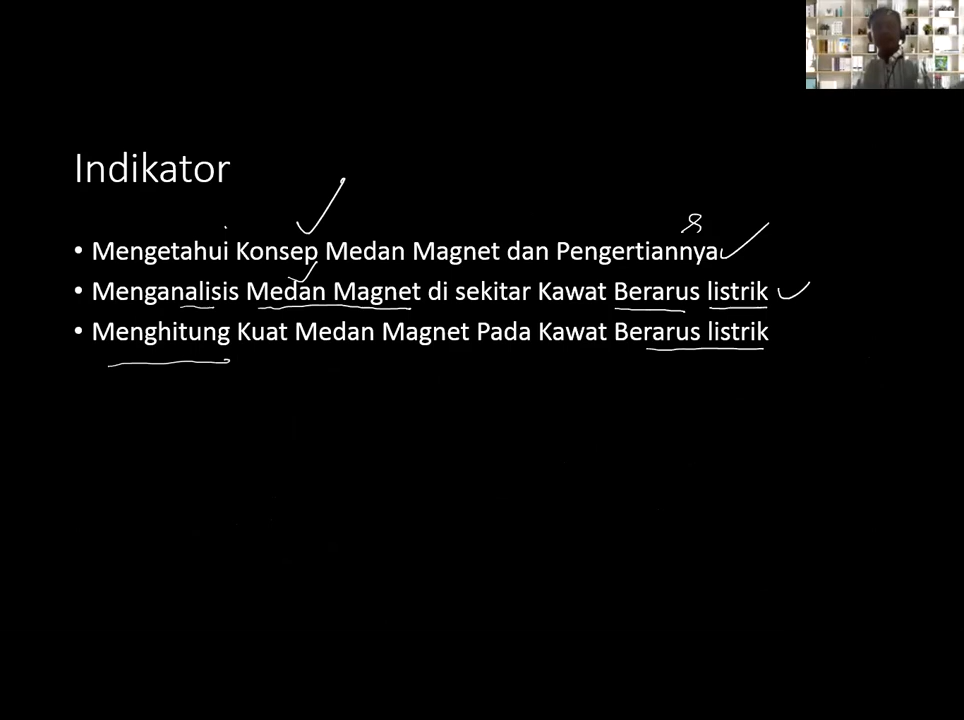 Indikator
• Mengetahui Konsep Medan Magnet dan Pengertiannya
• Menganalisis Medan Magnet di sekitar Kawat Berarus listrik
• Menghitung Kuat Medan Magnet Pada Kawat Berarus listrik